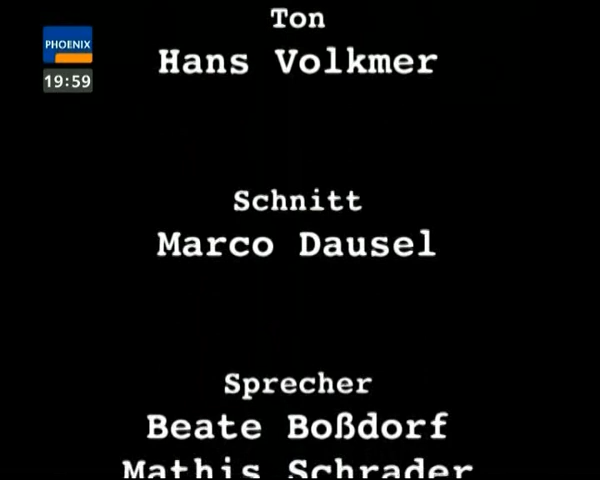 Ton
PHOENIX
Hans Volkmer
19:59
Schnitt
Marco Dausel
Sprecher
Beate Boßdorf
Mathis Schrader